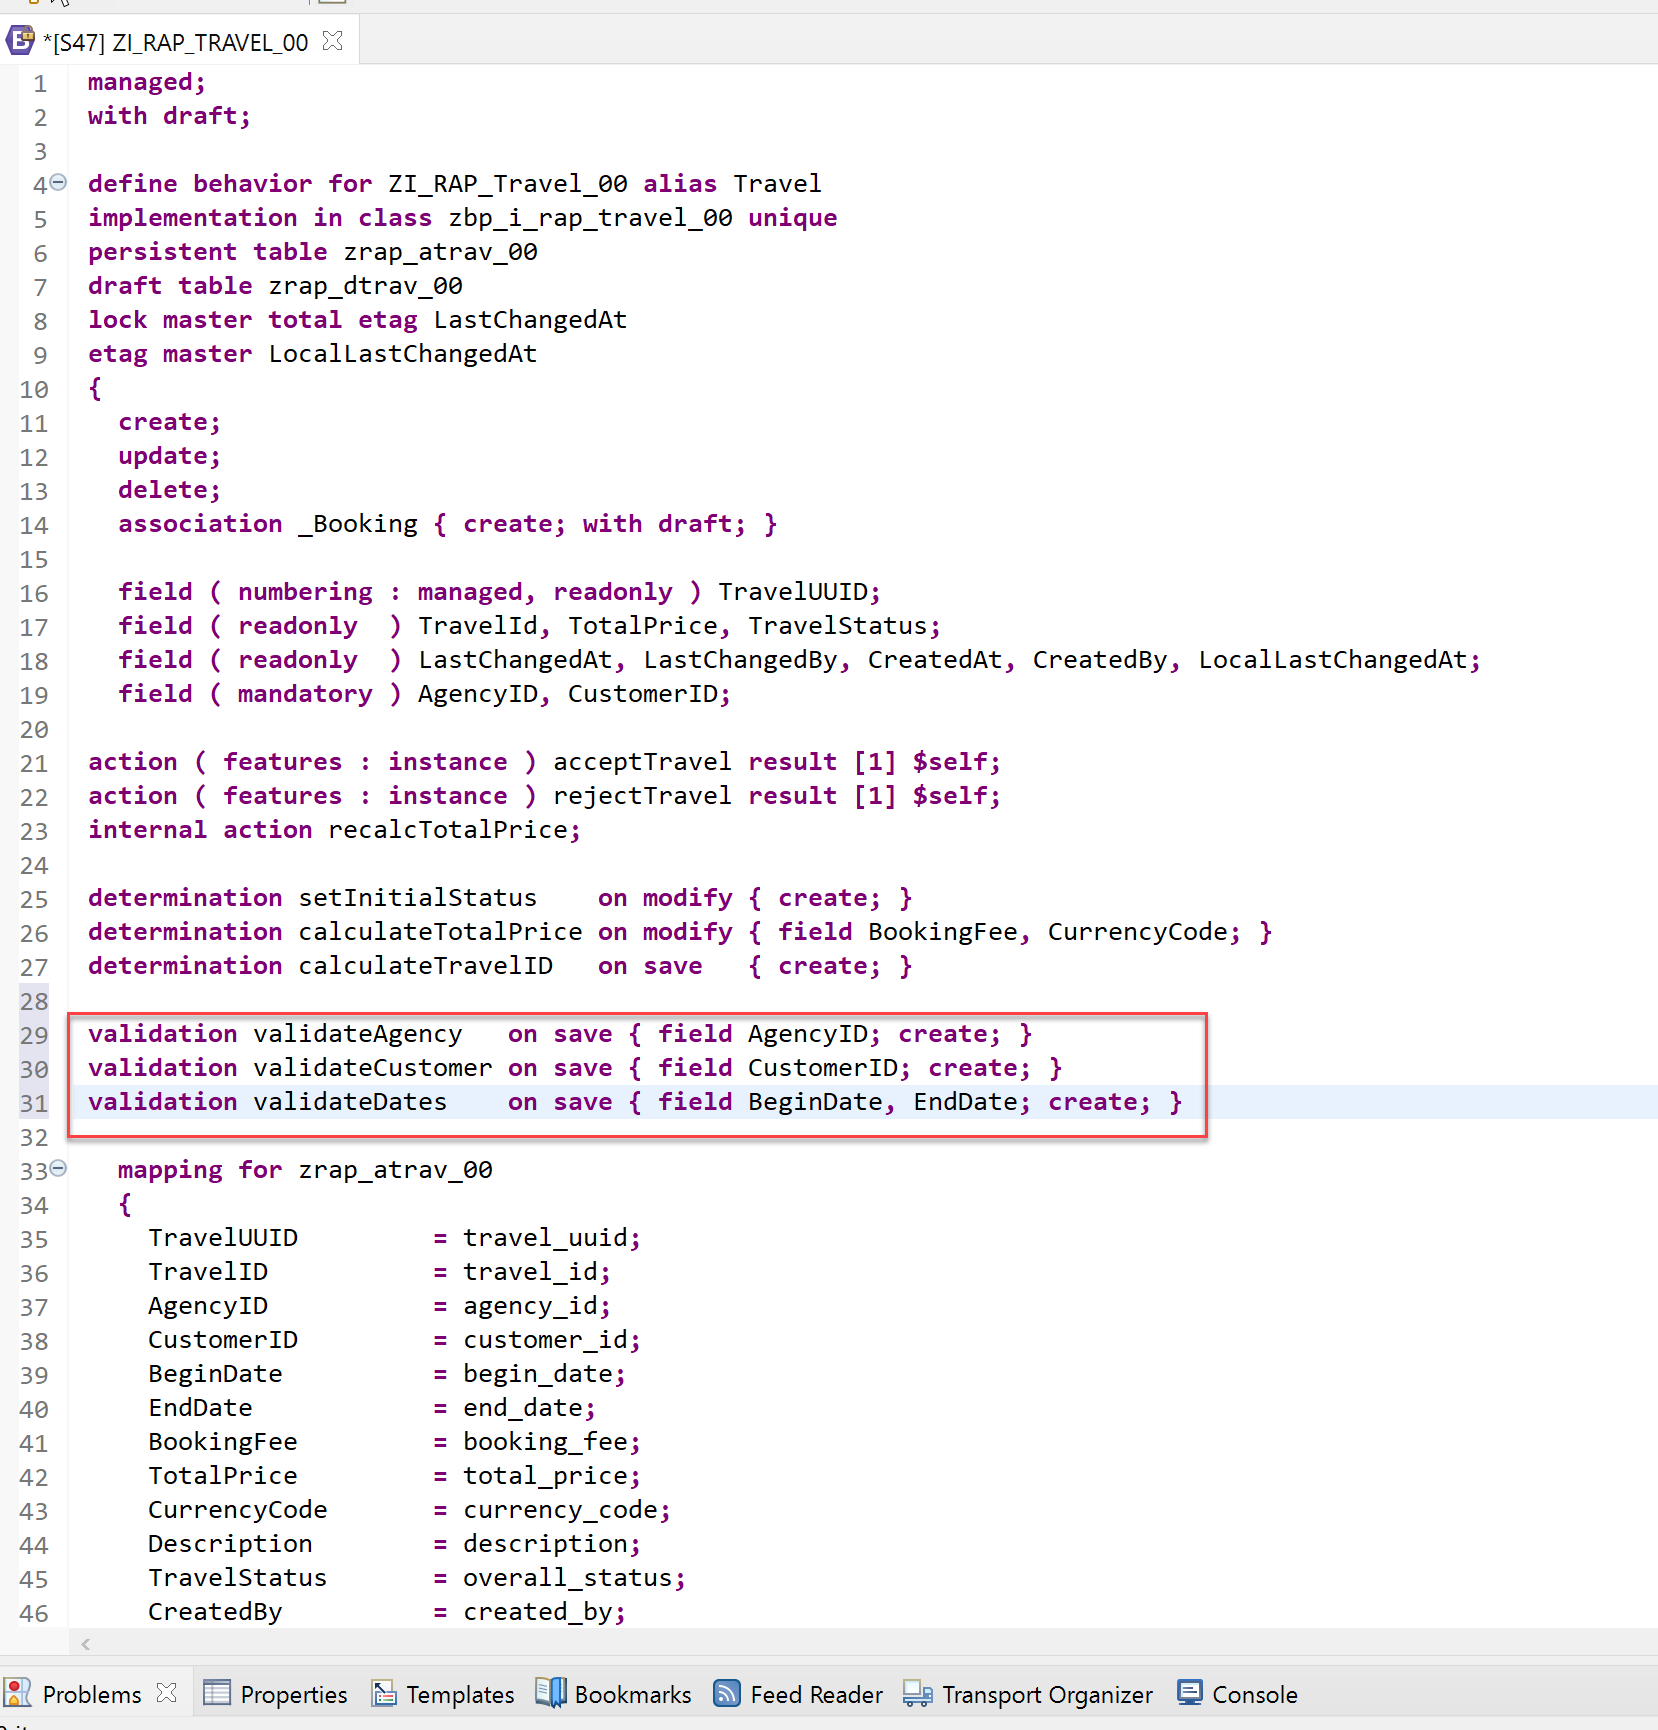 *[S47] ZI_RAP_TRAVEL_00
1 managed;
2 with draft;
3
4 define behavior for ZI_RAP_Travel_00 alias Travel
5 implementation in class zbp_i_rap_travel_00 unique
6 persistent table zrap_atrav_00
7 draft table zrap_dtrav_00
8 lock master total etag LastChangedAt
9 etag master LocalLastChangedAt
10 {
11 create;
12 update;
13 delete;
14 association _Booking { create; with draft; }
15
16 field ( numbering : managed, readonly ) TravelUUID;
17 field ( readonly  ) TravelId, TotalPrice, TravelStatus;
18 field ( readonly  ) LastChangedAt, LastChangedBy, CreatedAt, CreatedBy, LocalLastChangedAt;
19 field ( mandatory ) AgencyID, CustomerID;
20
21 action ( features : instance ) acceptTravel result [1] $self;
22 action ( features : instance ) rejectTravel result [1] $self;
23 internal action recalcTotalPrice;
24
25 determination setInitialStatus    on modify { create; }
26 determination calculateTotalPrice on modify { field BookingFee, CurrencyCode; }
27 determination calculateTravelID   on save   { create; }
28
29 validation validateAgency   on save { field AgencyID; create; }
30 validation validateCustomer on save { field CustomerID; create; }
31 validation validateDates    on save { field BeginDate, EndDate; create; }
32
33 mapping for zrap_atrav_00
34 {
35 TravelUUID         = travel_uuid;
36 TravelID           = travel_id;
37 AgencyID           = agency_id;
38 CustomerID         = customer_id;
39 BeginDate          = begin_date;
40 EndDate            = end_date;
41 BookingFee         = booking_fee;
42 TotalPrice         = total_price;
43 CurrencyCode       = currency_code;
44 Description        = description;
45 TravelStatus       = overall_status;
46 CreatedBy          = created_by;
Problems Properties Templates Bookmarks Feed Reader Transport Organizer Console